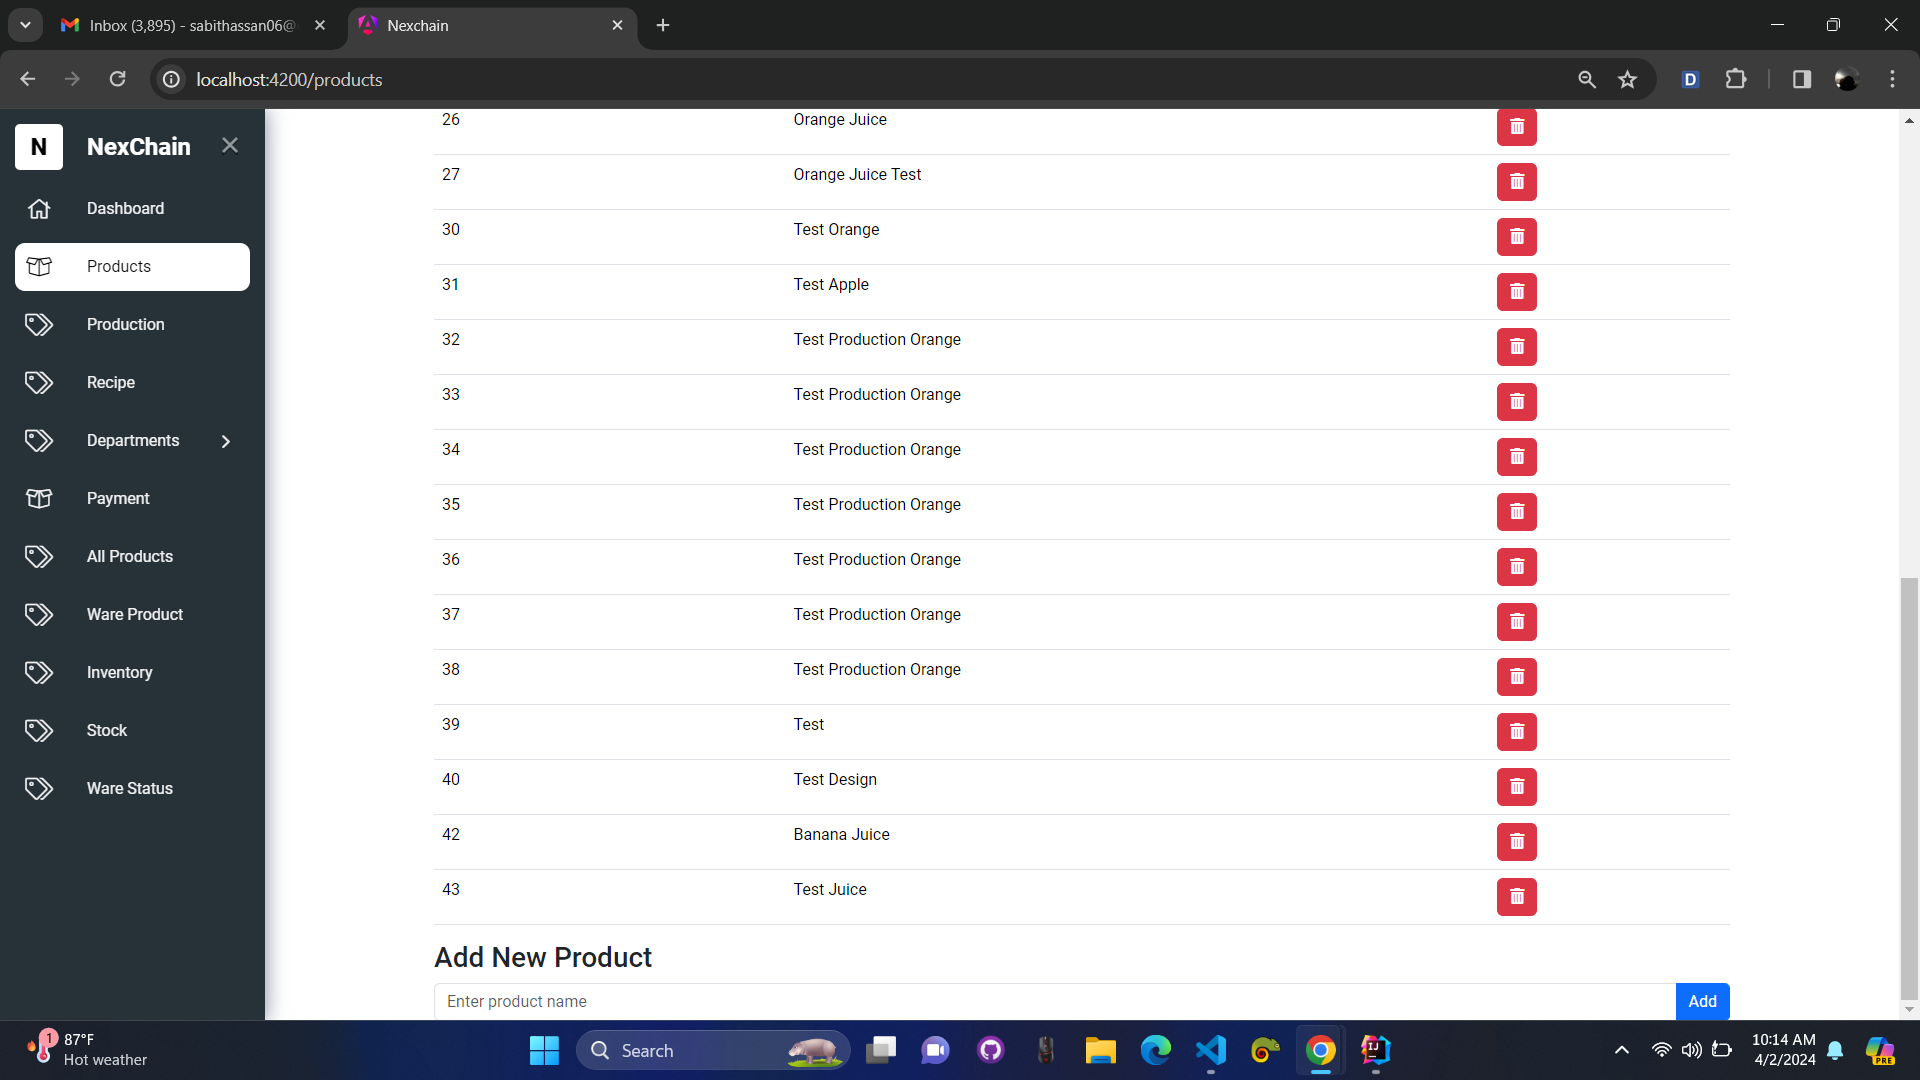 Inbox (3,895) - sabithassan06@
Nexchain
localhost:4200/products
D
N
NexChain
Dashboard
Products
Production
Recipe
Departments
Payment
All Products
Ware Product
Inventory
Stock
Ware Status
26 Orange Juice
27 Orange Juice Test
30 Test Orange
31 Test Apple
32 Test Production Orange
33 Test Production Orange
34 Test Production Orange
35 Test Production Orange
36 Test Production Orange
37 Test Production Orange
38 Test Production Orange
39 Test
40 Test Design
42 Banana Juice
43 Test Juice
Add New Product
Enter product name
Add
1
87°F
Hot weather
Search
IJ
10:14 AM
4/2/2024
PRE